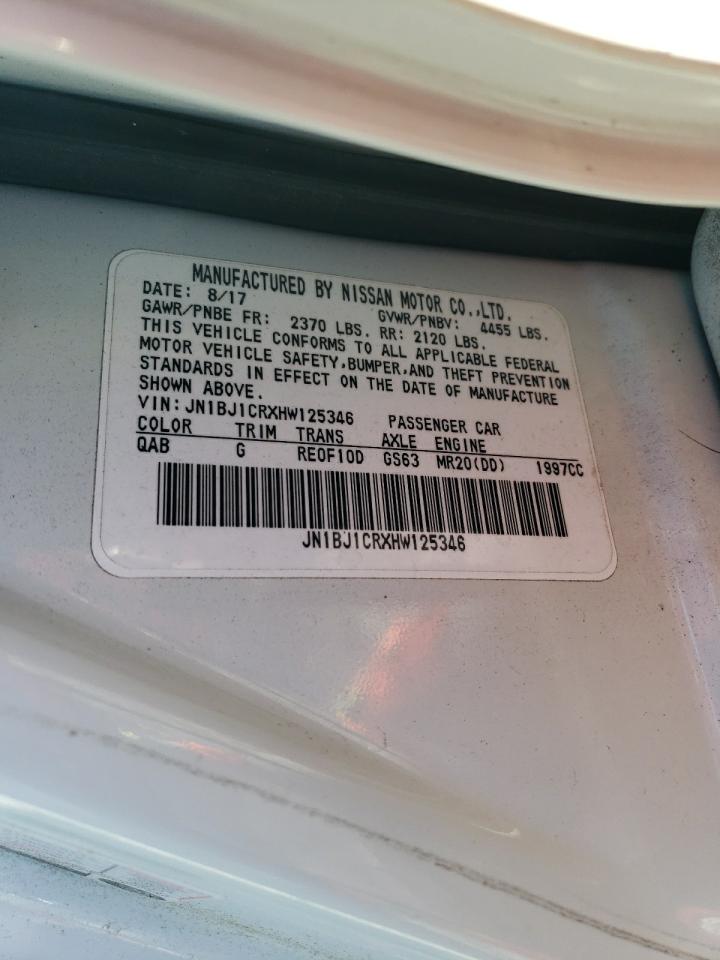 MANUFACTURED BY NISSAN MOTOR CO.,LTD.
DATE: 8/17 GVWR/PNBV: 4455 LBS.
GAWR/PNBE FR: 2370 LBS. RR: 2120 LBS.
THIS VEHICLE CONFORMS TO ALL APPLICABLE FEDERAL
MOTOR VEHICLE SAFETY,BUMPER,AND THEFT PREVENTION
STANDARDS IN EFFECT ON THE DATE OF MANUFACTURE
SHOWN ABOVE.
VIN:JN1BJ1CRXHW125346 PASSENGER CAR
COLOR TRIM TRANS AXLE ENGINE
QAB G RE0F10D GS63 MR20(DD) 1997CC
JN1BJ1CRXHW125346